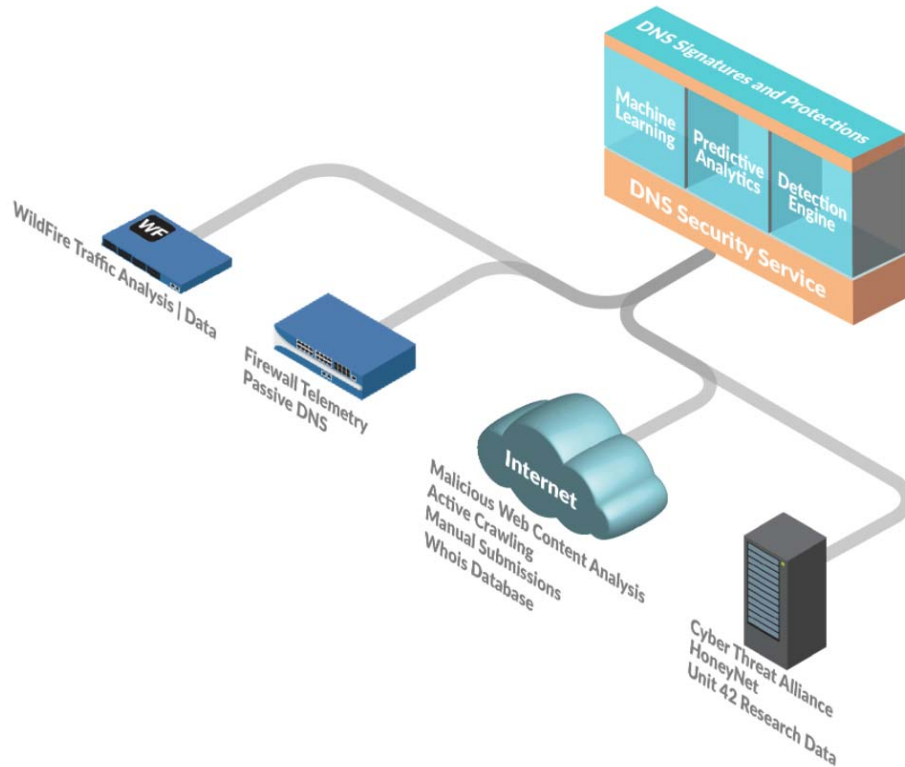 DNS Signatures and Protections
Machine
Learning
Predictive
Analytics
Detection
Engine
DNS Security Service
WF
WildFire Traffic Analysis | Data
Firewall Telemetry
Passive DNS
Internet
Malicious Web Content Analysis
Active Crawling
Manual Submissions
Whois Database
Cyber Threat Alliance
HoneyNet
Unit 42 Research Data